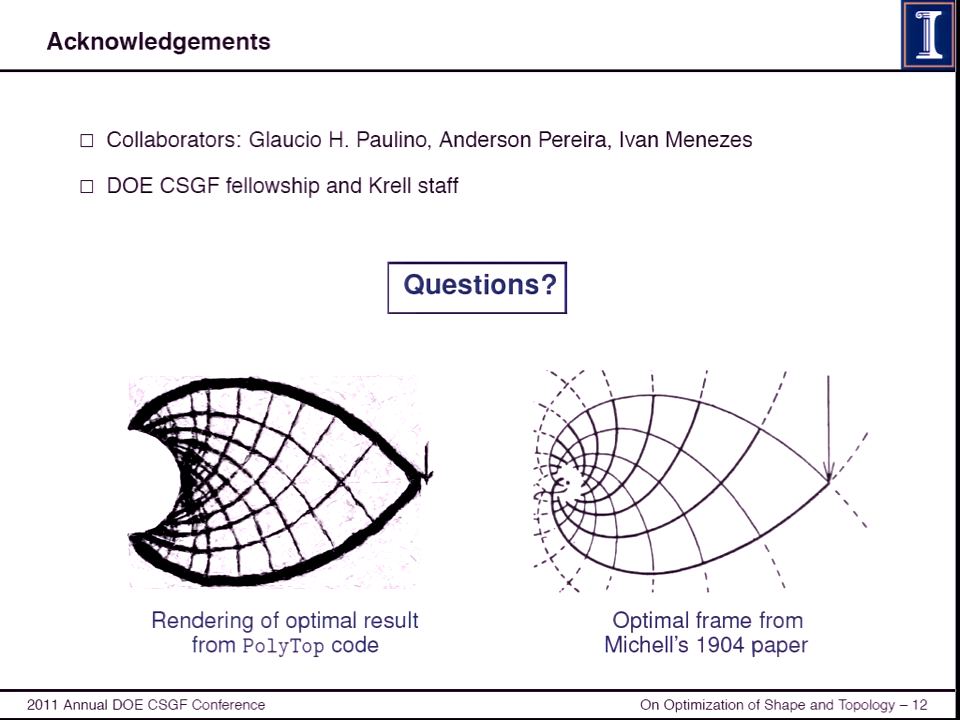 Acknowledgements
I
Collaborators: Glaucio H. Paulino, Anderson Pereira, Ivan Menezes
DOE CSGF fellowship and Krell staff
Questions?
Rendering of optimal result
from PolyTop code
Optimal frame from
Michell's 1904 paper
2011 Annual DOE CSGF Conference
On Optimization of Shape and Topology – 12